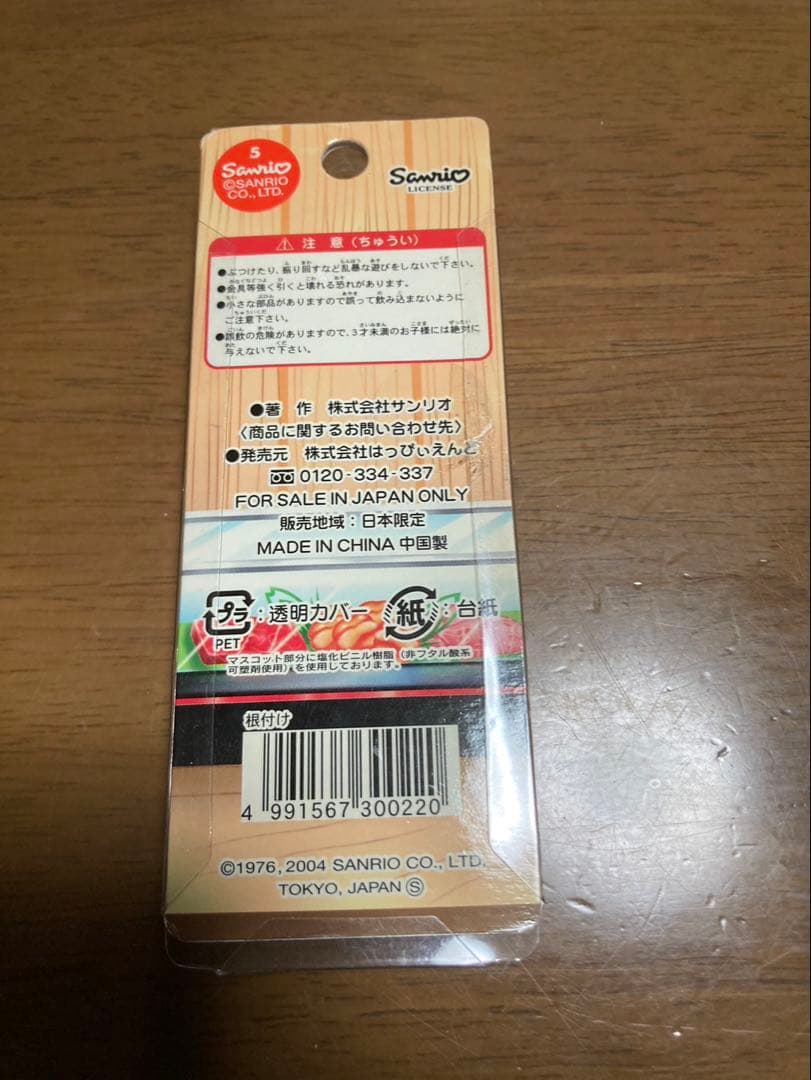 5
Sanrio
©SANRIO
CO., LTD.
Sanrio
LICENSE
⚠ 注 意 (ちゅうい)
●ぶつけたり、振り回すなど乱暴な遊びをしないで下さい。
●金具等強く引くと壊れる恐れがあります。
●小さな部品がありますので誤って飲み込まないように
ご注意下さい。
●誤飲の危険がありますので、3才未満のお子様には絶対に
与えないで下さい。
●著 作 株式会社サンリオ
〈商品に関するお問い合わせ先〉
●発売元 株式会社はっぴぃえんど
0120-334-337
FOR SALE IN JAPAN ONLY
販売地域:日本限定
MADE IN CHINA 中国製
プラ:透明カバー 紙:台紙
PET
マスコット部分に塩化ビニル樹脂(非フタル酸系
可塑剤使用)を使用しております。
根付け
4 991567 300220
©1976, 2004 SANRIO CO., LTD.
TOKYO, JAPAN Ⓢ